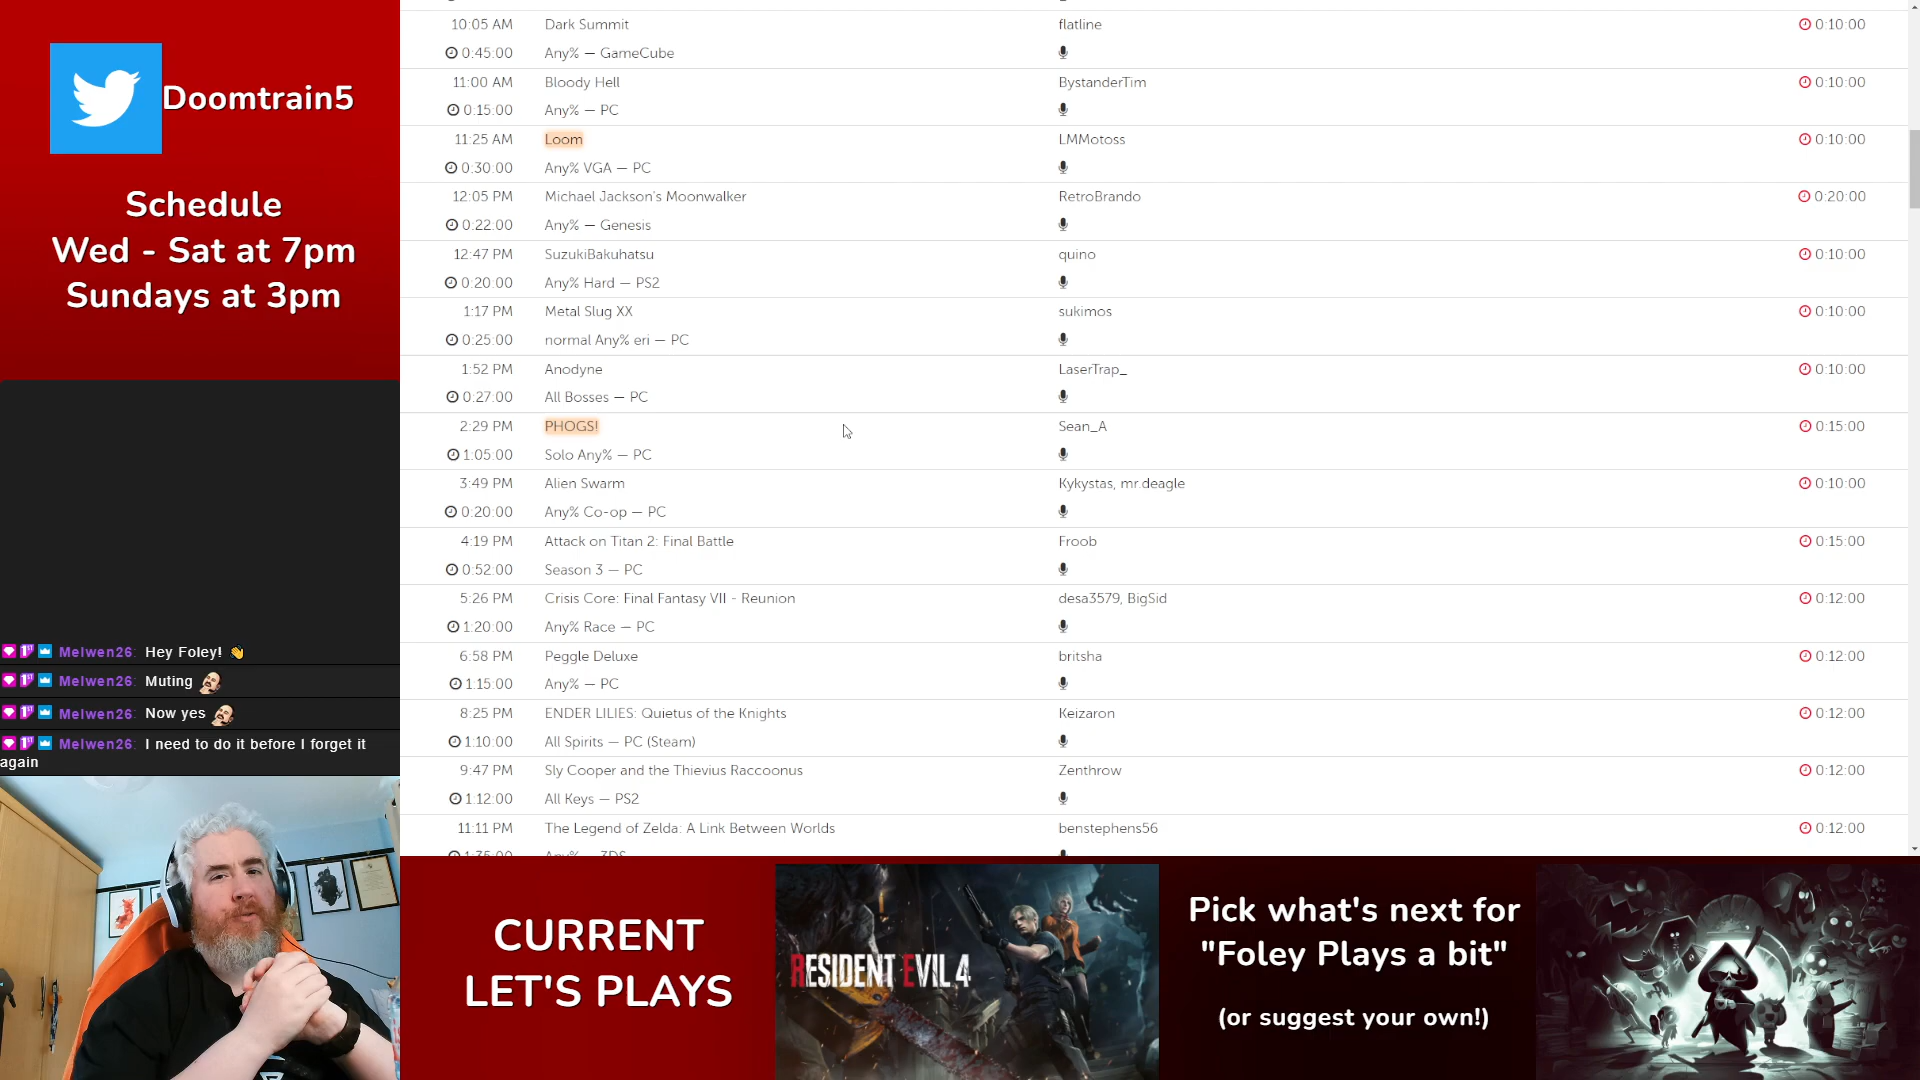 Doomtrain5
Schedule
Wed - Sat at 7pm
Sundays at 3pm
Melwen26: Hey Foley!
Melwen26: Muting
Melwen26: Now yes
Melwen26: I need to do it before I forget it
again
10:05 AM Dark Summit flatline 0:10:00
0:45:00 Any% — GameCube
11:00 AM Bloody Hell BystanderTim 0:10:00
0:15:00 Any% — PC
11:25 AM Loom LMMotoss 0:10:00
0:30:00 Any% VGA — PC
12:05 PM Michael Jackson's Moonwalker RetroBrando 0:20:00
0:22:00 Any% — Genesis
12:47 PM SuzukiBakuhatsu quino 0:10:00
0:20:00 Any% Hard — PS2
1:17 PM Metal Slug XX sukimos 0:10:00
0:25:00 normal Any% eri — PC
1:52 PM Anodyne LaserTrap_ 0:10:00
0:27:00 All Bosses — PC
2:29 PM PHOGS! Sean_A 0:15:00
1:05:00 Solo Any% — PC
3:49 PM Alien Swarm Kykystas, mr.deagle 0:10:00
0:20:00 Any% Co-op — PC
4:19 PM Attack on Titan 2: Final Battle Froob 0:15:00
0:52:00 Season 3 — PC
5:26 PM Crisis Core: Final Fantasy VII - Reunion desa3579, BigSid 0:12:00
1:20:00 Any% Race — PC
6:58 PM Peggle Deluxe britsha 0:12:00
1:15:00 Any% — PC
8:25 PM ENDER LILIES: Quietus of the Knights Keizaron 0:12:00
1:10:00 All Spirits — PC (Steam)
9:47 PM Sly Cooper and the Thievius Raccoonus Zenthrow 0:12:00
1:12:00 All Keys — PS2
11:11 PM The Legend of Zelda: A Link Between Worlds benstephens56 0:12:00
1:35:00 Any% — 3DS
CURRENT
LET'S PLAYS
RESIDENT EVIL 4
Pick what's next for
"Foley Plays a bit"
(or suggest your own!)